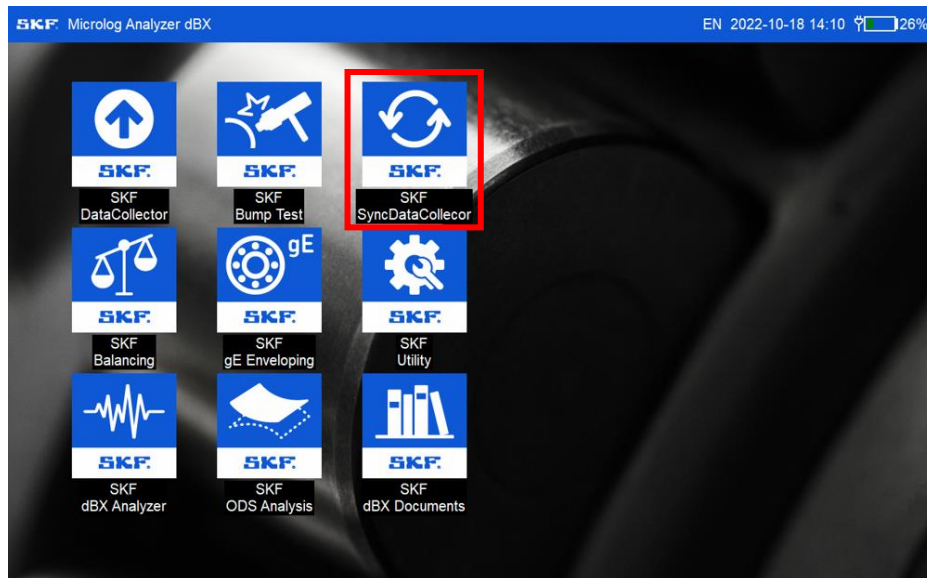 SKF. Microlog Analyzer dBX EN 2022-10-18 14:10 26%
SKF. SKF. SKF.
SKF SKF SKF
DataCollector Bump Test SyncDataCollecor
gE
SKF. SKF. SKF.
SKF SKF SKF
Balancing gE Enveloping Utility
SKF. SKF. SKF.
SKF SKF SKF
dBX Analyzer ODS Analysis dBX Documents